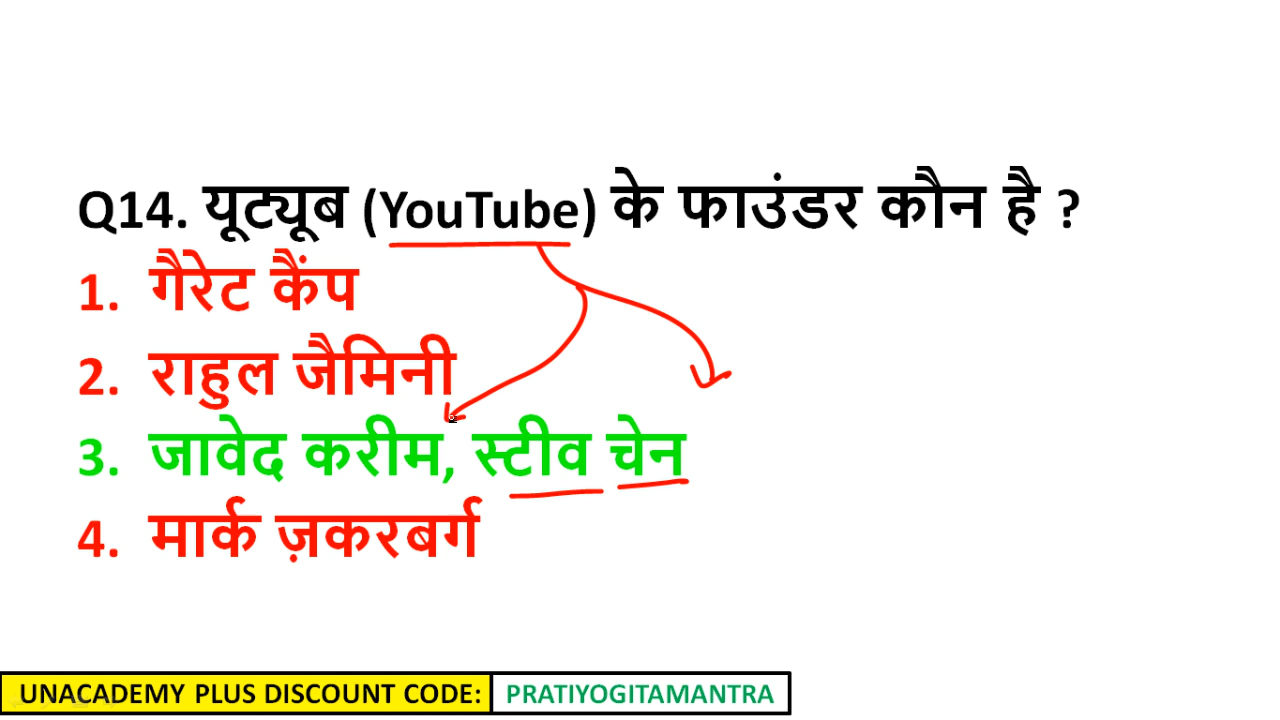 Q14. यूट्यूब (YouTube) के फाउंडर कौन है ?
1. गैरेट कैंप
2. राहुल जैमिनी
3. जावेद करीम, स्टीव चेन
4. मार्क ज़करबर्ग
UNACADEMY PLUS DISCOUNT CODE: PRATIYOGITAMANTRA